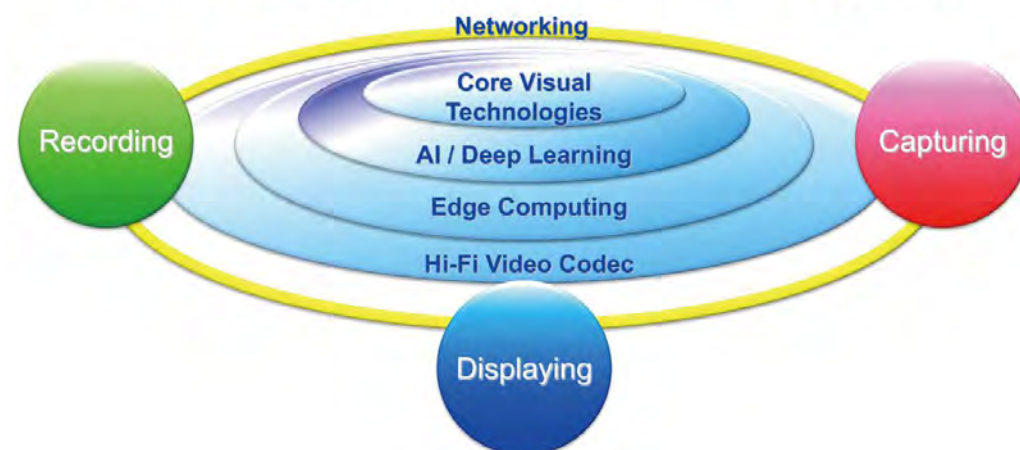 Networking
Core Visual
Technologies
Recording
Capturing
AI / Deep Learning
Edge Computing
Hi-Fi Video Codec
Displaying